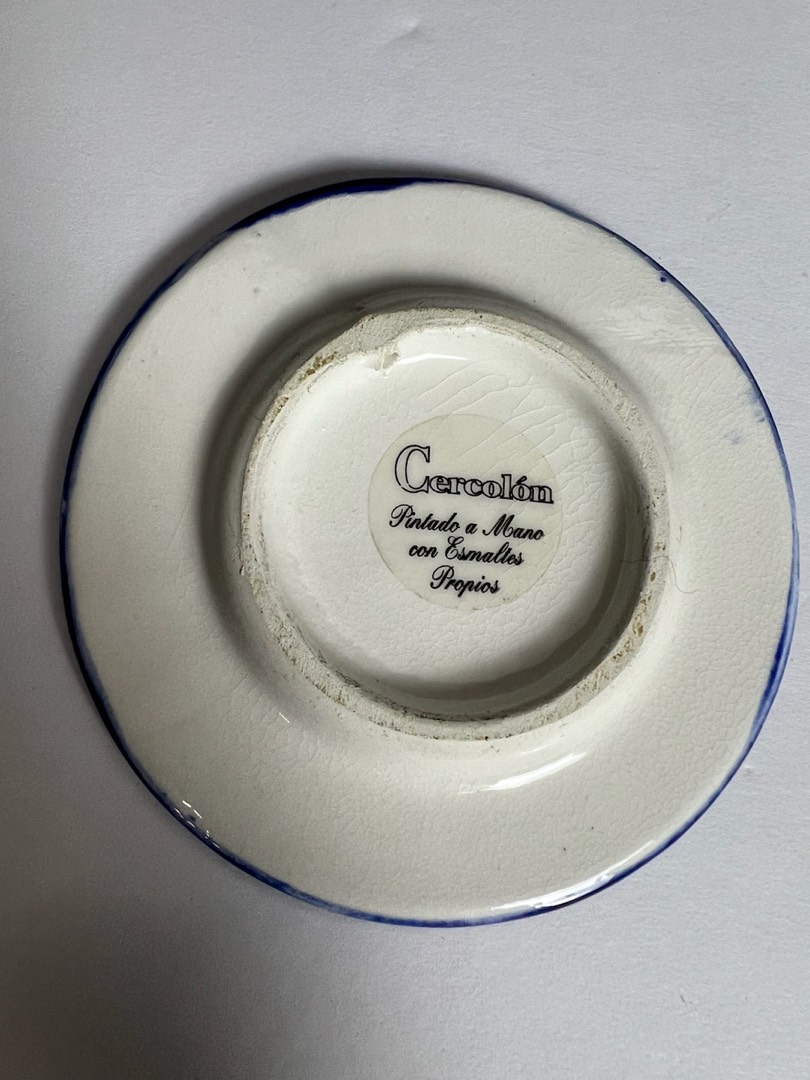 Cercolón
Pintado a Mano
con Esmaltes
Propios